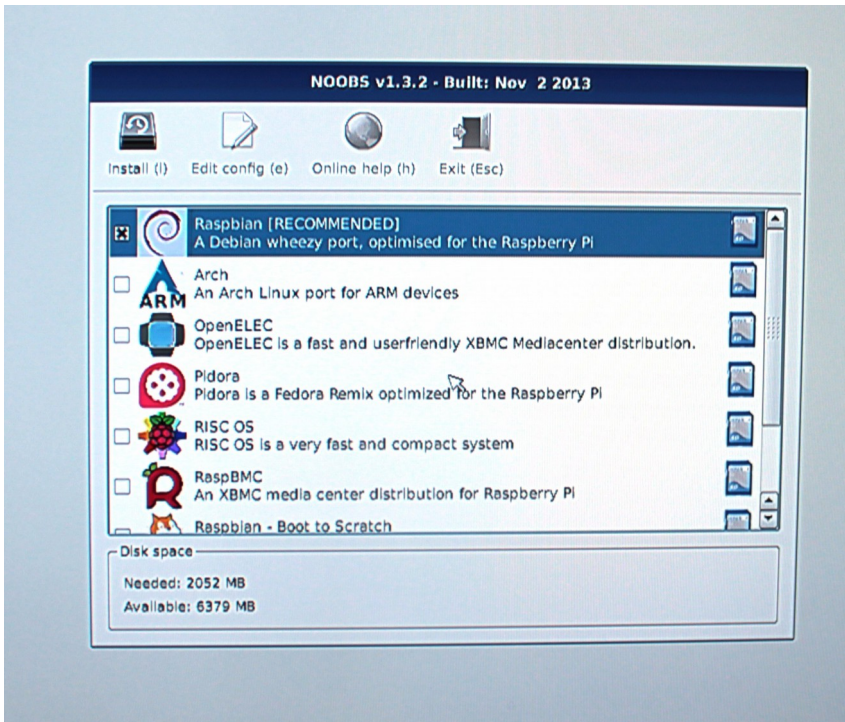 NOOBS v1.3.2 - Built: Nov 2 2013
Install (i) Edit config (e) Online help (h) Exit (Esc)
Raspbian [RECOMMENDED]
A Debian wheezy port, optimised for the Raspberry Pi
Arch
ARM
An Arch Linux port for ARM devices
OpenELEC
OpenELEC is a fast and userfriendly XBMC Mediacenter distribution.
Pidora
Pidora is a Fedora Remix optimized for the Raspberry Pi
RISC OS
RISC OS is a very fast and compact system
RaspBMC
An XBMC media center distribution for Raspberry Pi
Raspbian - Boot to Scratch
Disk space
Needed: 2052 MB
Available: 6379 MB